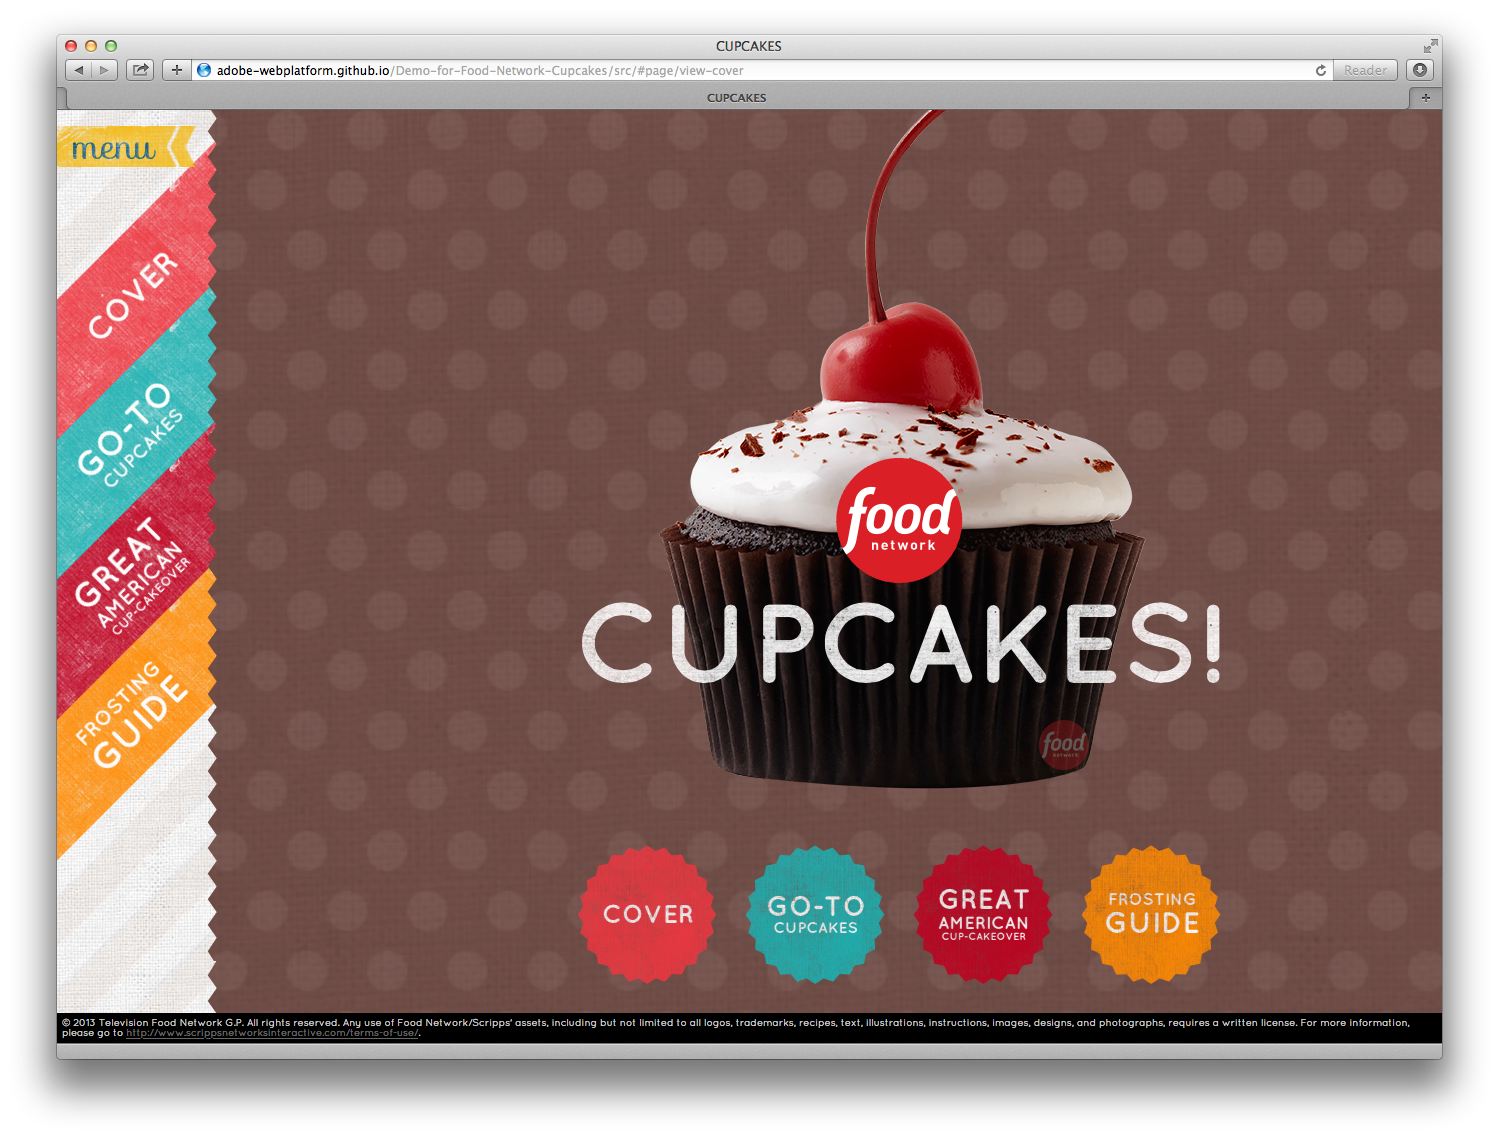 CUPCAKES
adobe-webplatform.github.io/Demo-for-Food-Network-Cupcakes/src/#page/view-cover
Reader
CUPCAKES
menu
COVER
GO-TO
CUPCAKES
GREAT
AMERICAN
CUP-CAKEOVER
FROSTING
GUIDE
food
network
CUPCAKES!
food
network
COVER
GO-TO
CUPCAKES
GREAT
AMERICAN
CUP-CAKEOVER
FROSTING
GUIDE
© 2013 Television Food Network G.P. All rights reserved. Any use of Food Network/Scripps' assets, including but not limited to all logos, trademarks, recipes, text, illustrations, instructions, images, designs, and photographs, requires a written license. For more information,
please go to http://www.scrippsnetworksinteractive.com/terms-of-use/.